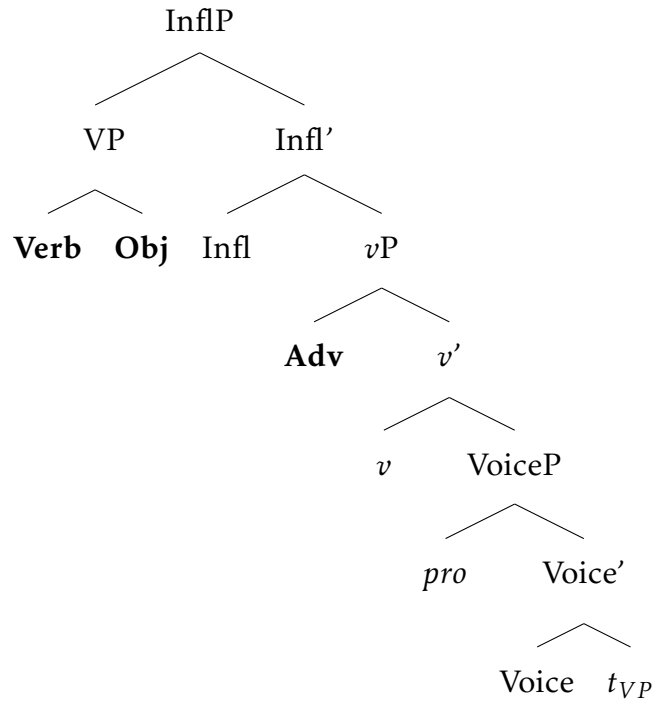 InflP
VP Infl’
Verb Obj Infl vP
Adv v’
v VoiceP
pro Voice’
Voice t_VP